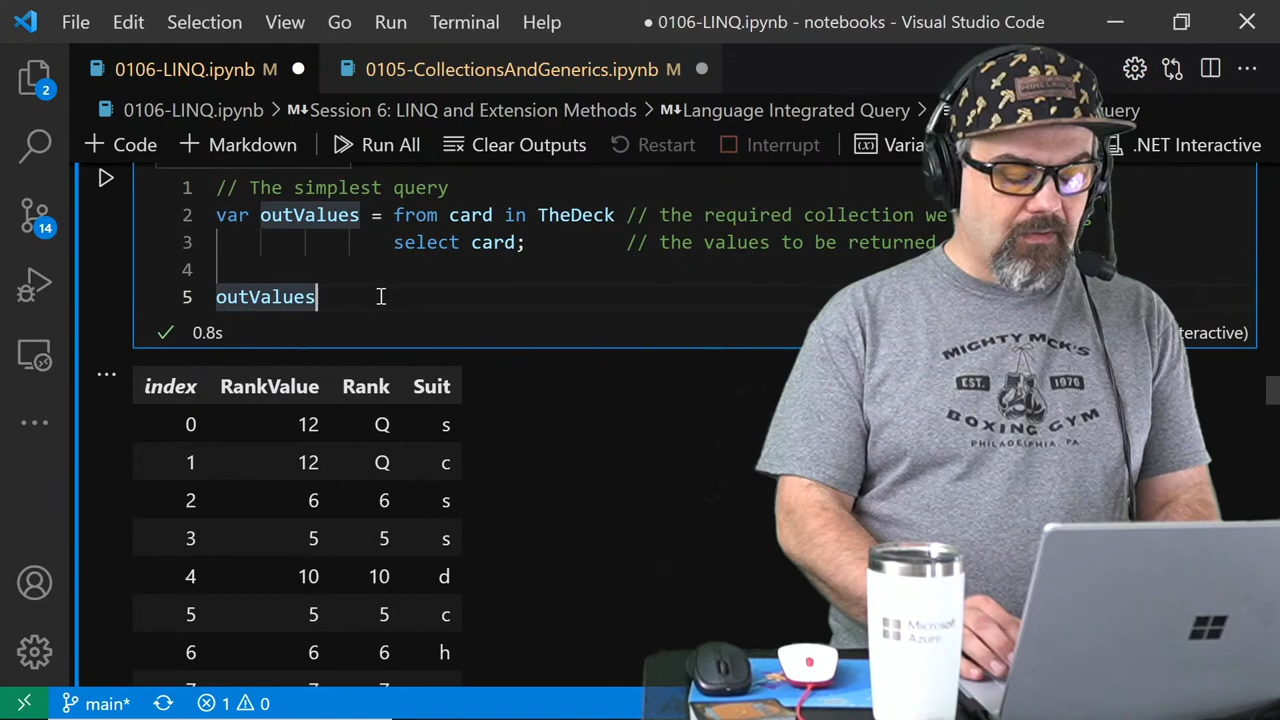 File Edit Selection View Go Run Terminal Help
● 0106-LINQ.ipynb - notebooks - Visual Studio Code
0106-LINQ.ipynb M ●
0105-CollectionsAndGenerics.ipynb M ●
0106-LINQ.ipynb > M↓Session 6: LINQ and Extension Methods > M↓Language Integrated Query >
+ Code + Markdown Run All Clear Outputs Restart Interrupt .NET Interactive
2
14
1 // The simplest query
2 var outValues = from card in TheDeck // the required collection
3 select card; // the values to be returned
4
5 outValues
0.8s
index RankValue Rank Suit
0 12 Q s
1 12 Q c
2 6 6 s
3 5 5 s
4 10 10 d
5 5 5 c
6 6 6 h
main* 1 0
MIGHTY MCK'S
EST. 1970
BOXING GYM
PHILADELPHIA, PA
Microsoft
Azure